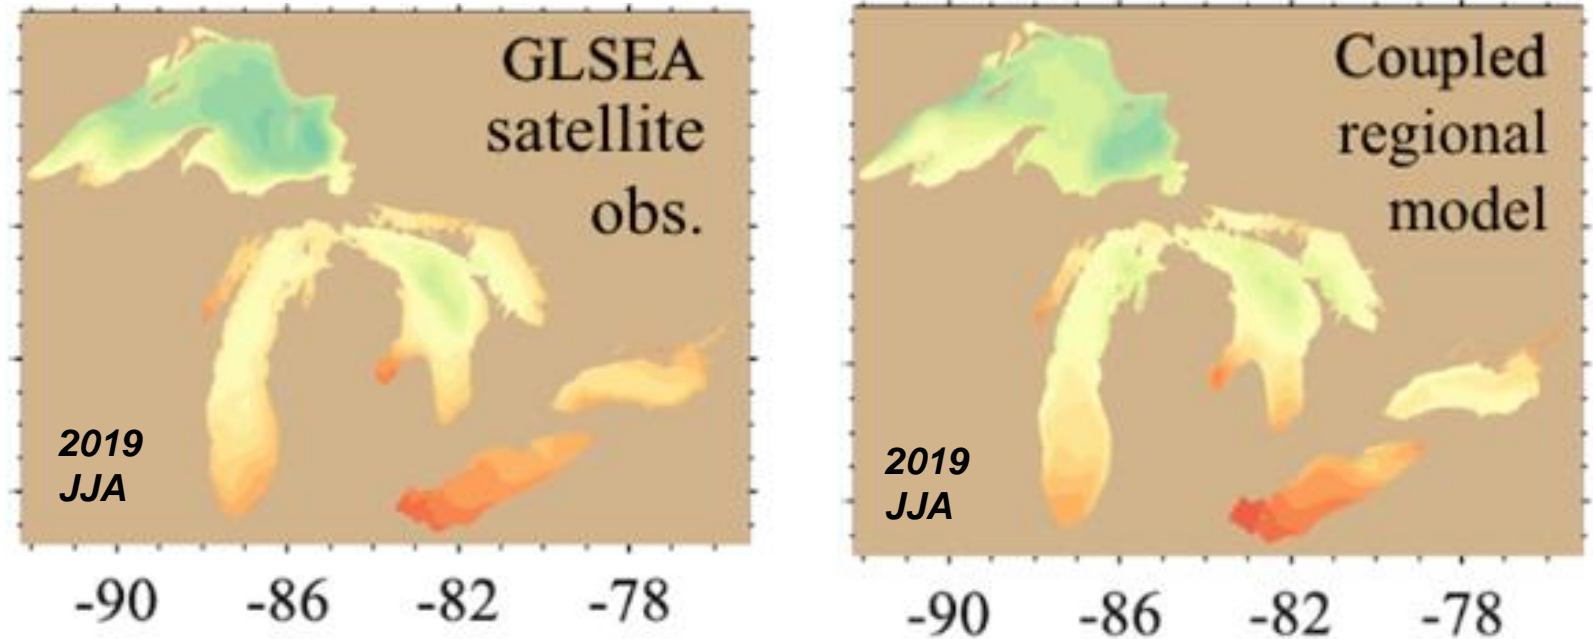 GLSEA
satellite
obs.
2019
JJA
-90 -86 -82 -78
Coupled
regional
model
2019
JJA
-90 -86 -82 -78